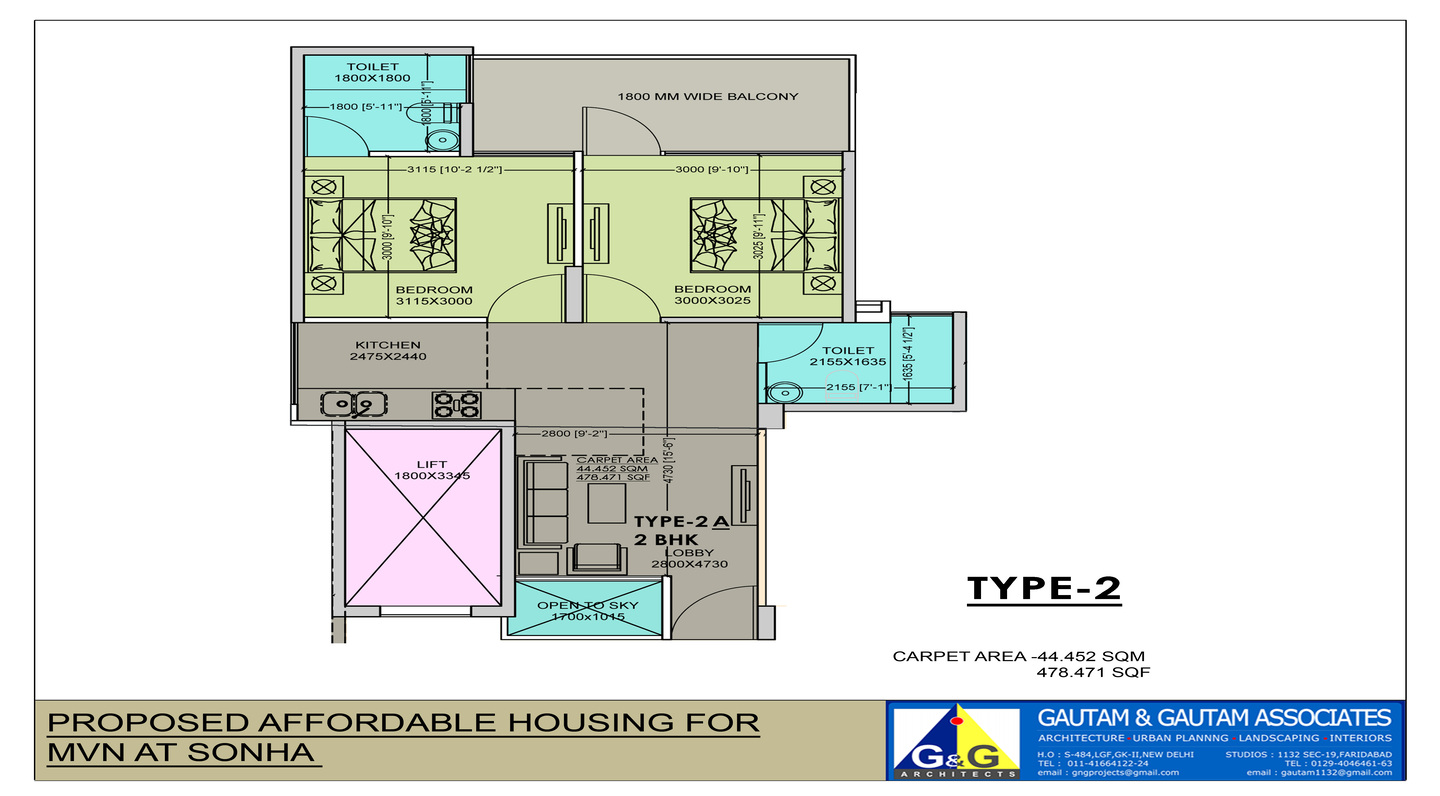 TOILET
1800X1800
1800 [5'-11"]
1800 [5'-11"]
1800 MM WIDE BALCONY
3115 [10'-2 1/2"]
3000 [9'-10"]
3000 [9'-10"]
3025 [9'-11"]
BEDROOM
3115X3000
BEDROOM
3000X3025
KITCHEN
2475X2440
TOILET
2155X1635
1635 [5'-4 1/2"]
2155 [7'-1"]
2800 [9'-2"]
4730 [15'-6"]
CARPET AREA
44.452 SQM
478.471 SQF
LIFT
1800X3345
TYPE-2 A
2 BHK
LOBBY
2800X4730
OPEN TO SKY
1700x1015
TYPE-2
CARPET AREA -44.452 SQM
478.471 SQF
PROPOSED AFFORDABLE HOUSING FOR
MVN AT SONHA
G&G
ARCHITECTS
GAUTAM & GAUTAM ASSOCIATES
ARCHITECTURE URBAN PLANNNG LANDSCAPING INTERIORS
H.O : S-484,LGF,GK-II,NEW DELHI
TEL : 011-41664122-24
email : gngprojects@gmail.com
STUDIOS : 1132 SEC-19,FARIDABAD
TEL : 0129-4046461-63
email : gautam1132@gmail.com